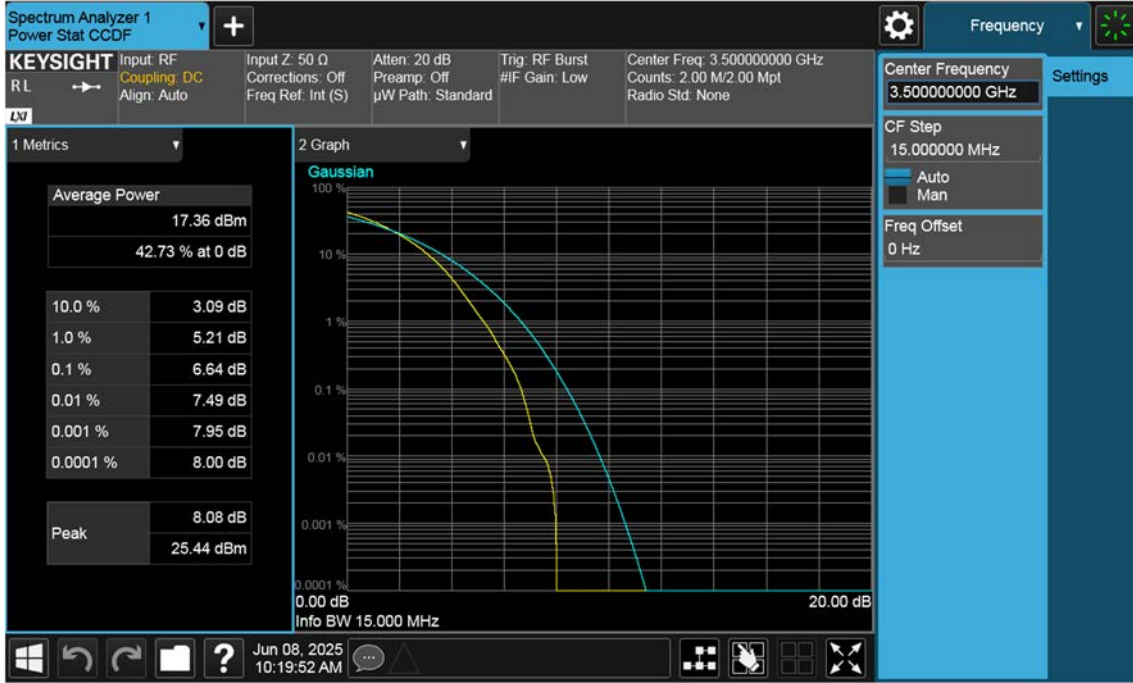 Spectrum Analyzer 1
Power Stat CCDF
+
Frequency
KEYSIGHT
R L
LXI
Input: RF
Coupling: DC
Align: Auto
Input Z: 50 Ω
Corrections: Off
Freq Ref: Int (S)
Atten: 20 dB
Preamp: Off
µW Path: Standard
Trig: RF Burst
#IF Gain: Low
Center Freq: 3.500000000 GHz
Counts: 2.00 M/2.00 Mpt
Radio Std: None
Center Frequency
3.500000000 GHz
Settings
CF Step
15.000000 MHz
Auto
Man
Freq Offset
0 Hz
1 Metrics
Average Power
17.36 dBm
42.73 % at 0 dB
10.0 % 3.09 dB
1.0 % 5.21 dB
0.1 % 6.64 dB
0.01 % 7.49 dB
0.001 % 7.95 dB
0.0001 % 8.00 dB
Peak
8.08 dB
25.44 dBm
2 Graph
Gaussian
100 %
10 %
1 %
0.1 %
0.01 %
0.001 %
0.0001 %
0.00 dB 20.00 dB
Info BW 15.000 MHz
?
Jun 08, 2025
10:19:52 AM